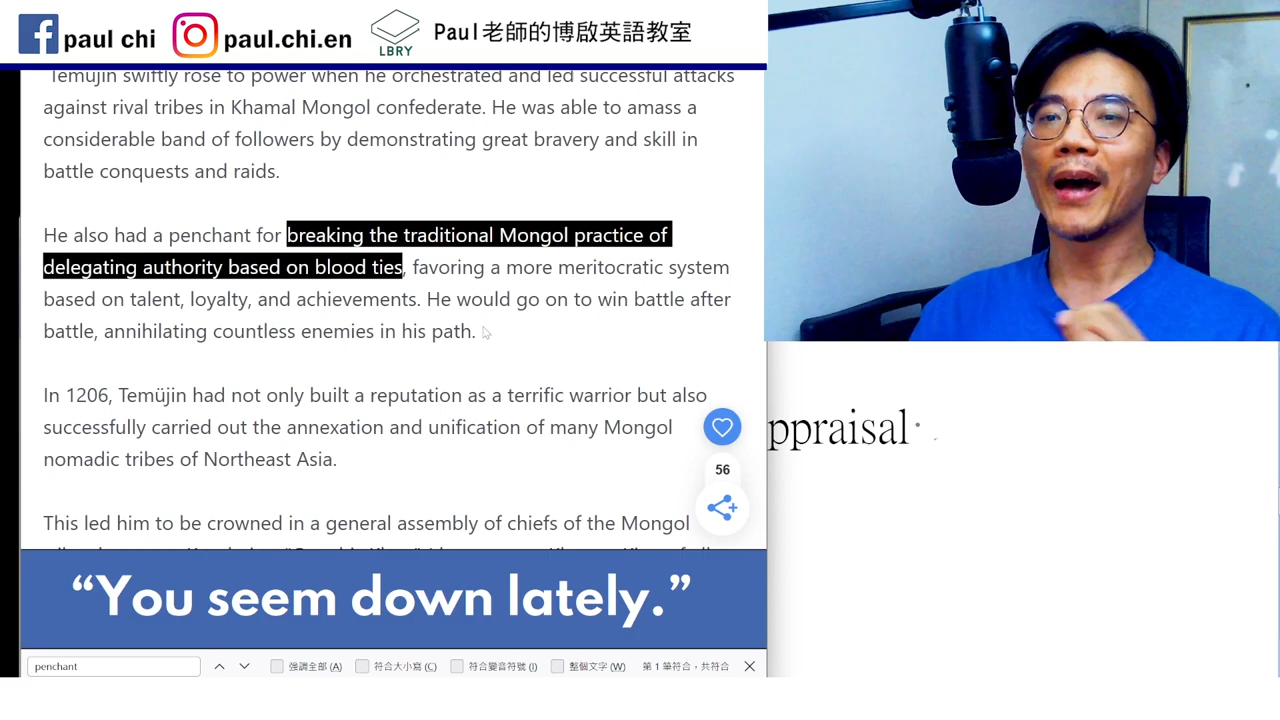 paul chi
paul.chi.en
LBRY
Paul老師的博啟英語教室
Temüjin swiftly rose to power when he orchestrated and led successful attacks
against rival tribes in Khamal Mongol confederate. He was able to amass a
considerable band of followers by demonstrating great bravery and skill in
battle conquests and raids.
He also had a penchant for breaking the traditional Mongol practice of
delegating authority based on blood ties, favoring a more meritocratic system
based on talent, loyalty, and achievements. He would go on to win battle after
battle, annihilating countless enemies in his path.
In 1206, Temüjin had not only built a reputation as a terrific warrior but also
successfully carried out the annexation and unification of many Mongol
nomadic tribes of Northeast Asia.
56
This led him to be crowned in a general assembly of chiefs of the Mongol
ppraisal
“You seem down lately.”
penchant
強調全部 (A)
符合大小寫 (C)
符合變音符號 (I)
整個文字 (W)
第 1 筆符合，共符合